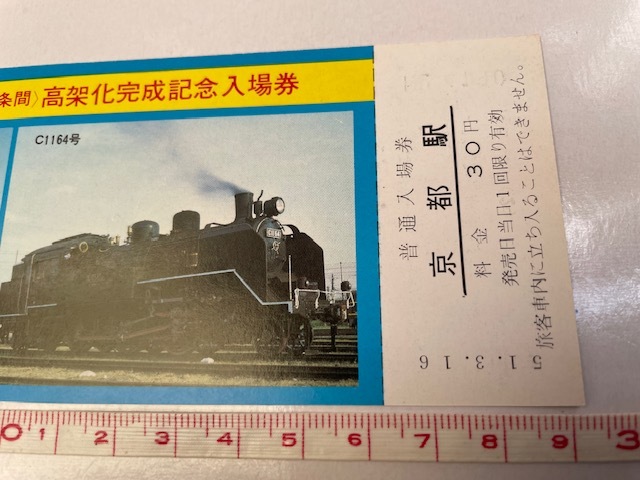 条間〉高架化完成記念入場券
C1164号
C1164
普通入場券
京都駅
料金 30円
発売日当日1回限り有効
旅客車内に立ち入ることはできません。
51.3.16
0 1 2 3 4 5 6 7 8 9 3